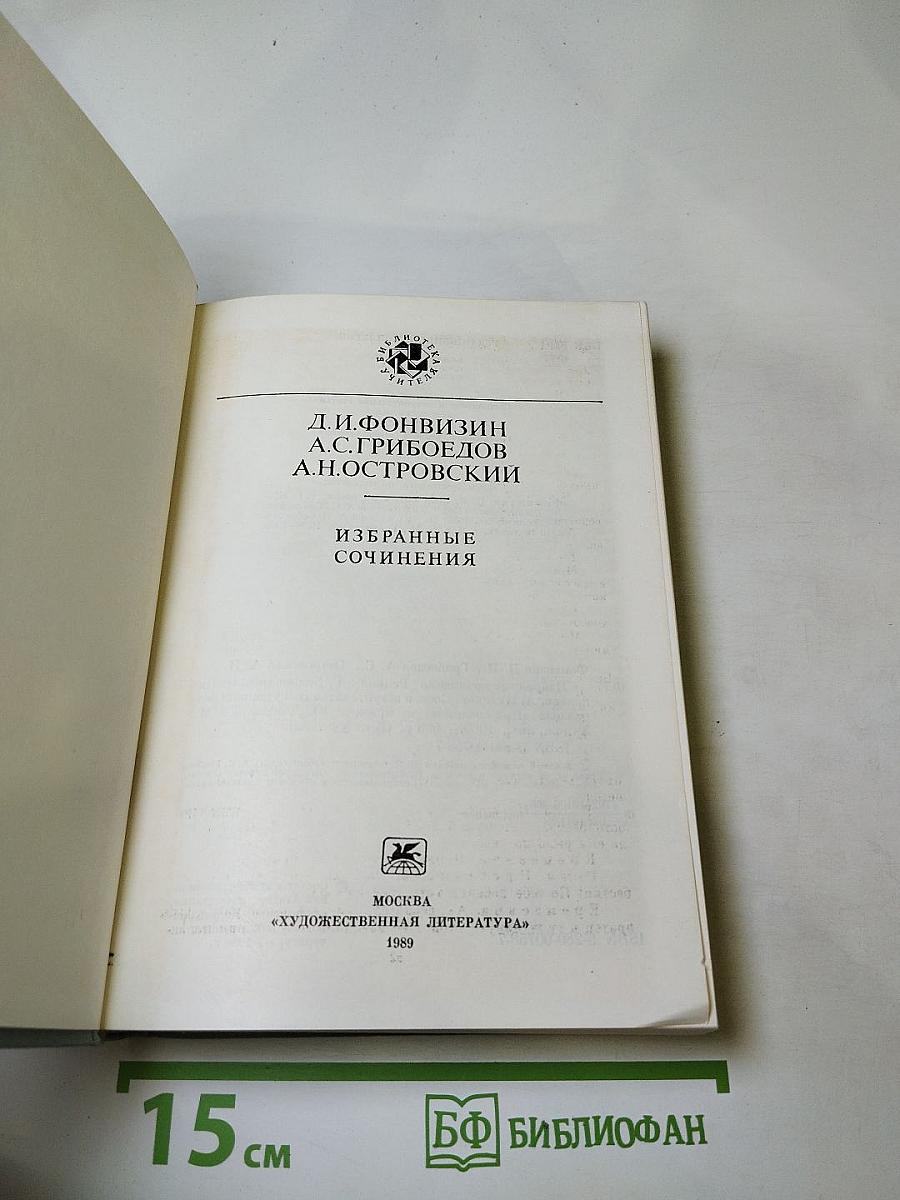 БИБЛИОТЕКА УЧИТЕЛЯ
Д.И.ФОНВИЗИН
А.С.ГРИБОЕДОВ
А.Н.ОСТРОВСКИЙ
ИЗБРАННЫЕ
СОЧИНЕНИЯ
МОСКВА
«ХУДОЖЕСТВЕННАЯ ЛИТЕРАТУРА»
1989
15 см
БФ БИБЛИОФАН